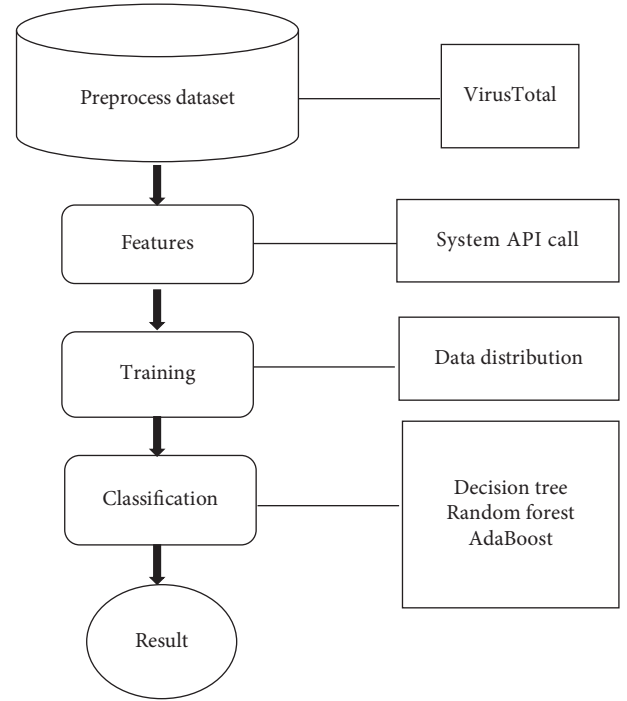 Preprocess dataset
VirusTotal
Features
System API call
Training
Data distribution
Classification
Decision tree
Random forest
AdaBoost
Result